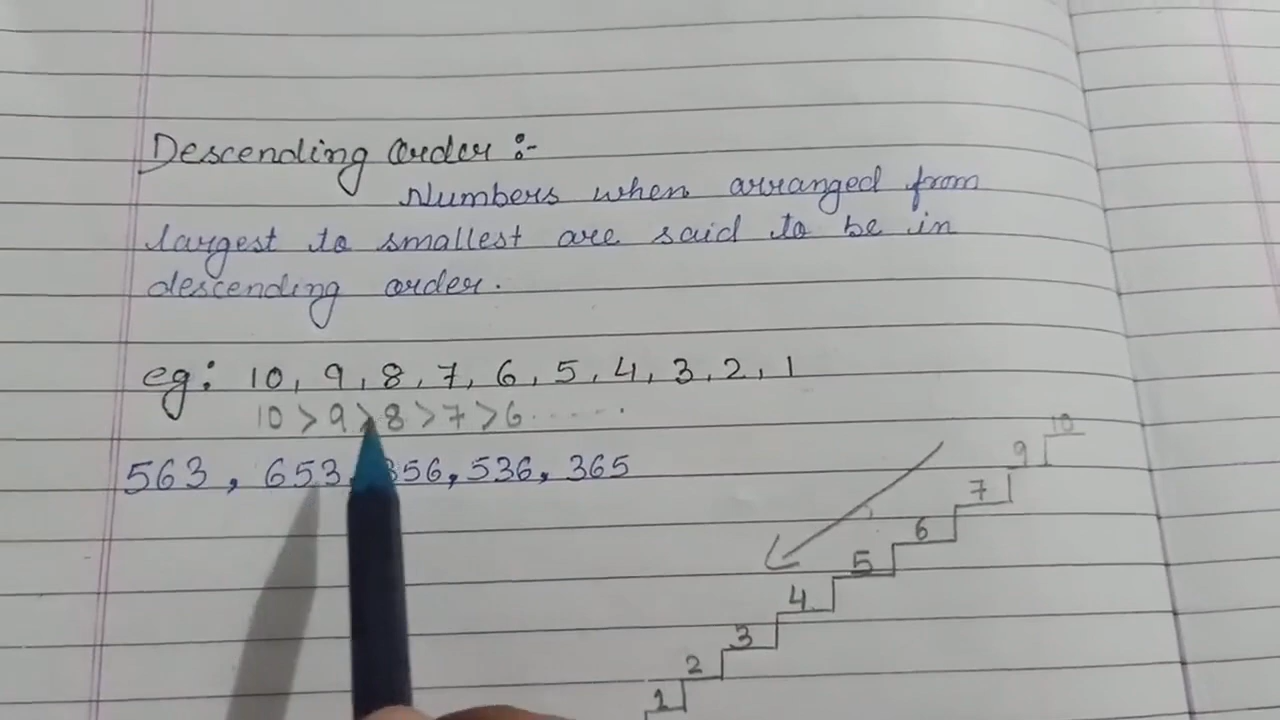 Descending Order :-
Numbers when arranged from
largest to smallest are said to be in
descending order.
eg: 10, 9, 8, 7, 6, 5, 4, 3, 2, 1
10 > 9 > 8 > 7 > 6 ......
563, 653, 356, 536, 365
10
9
7
6
5
4
3
2
1